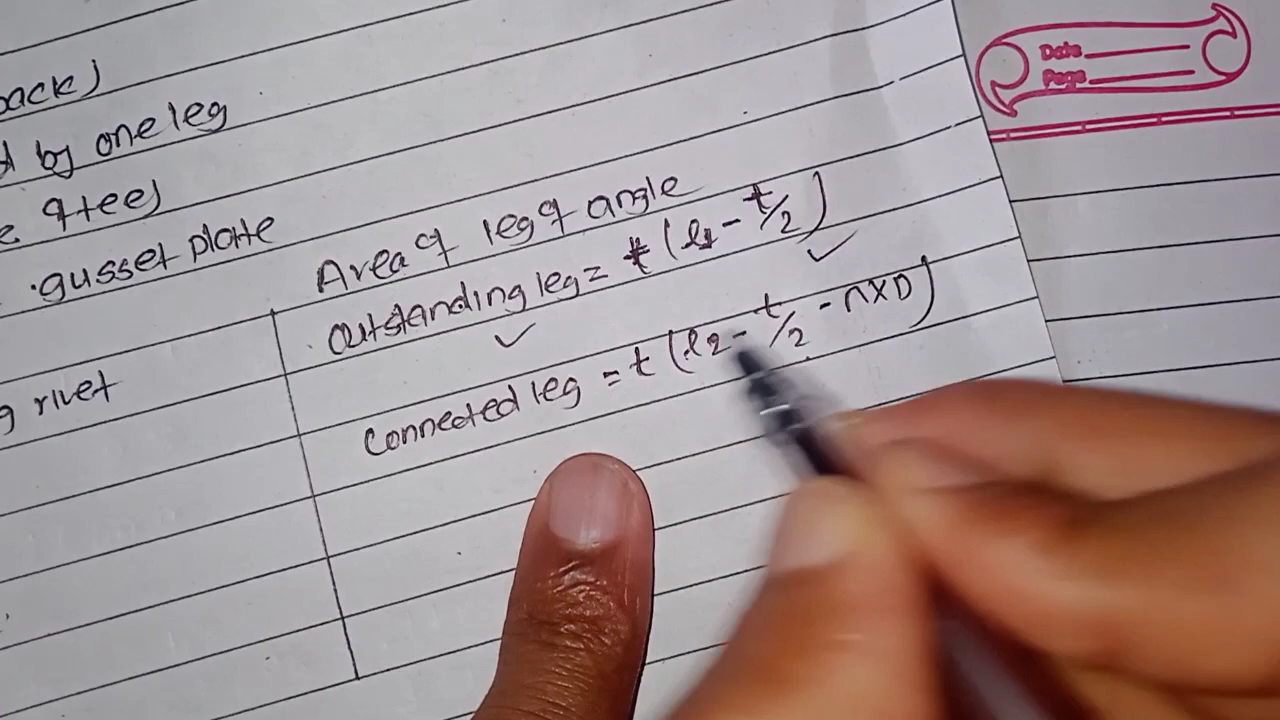 back)
by one leg
steel
gusset plate
Area of leg of angle
Outstanding leg = t (l1 - t/2)
rivet
Connected leg = t (l2 - t/2 - n×D)
Date
Page